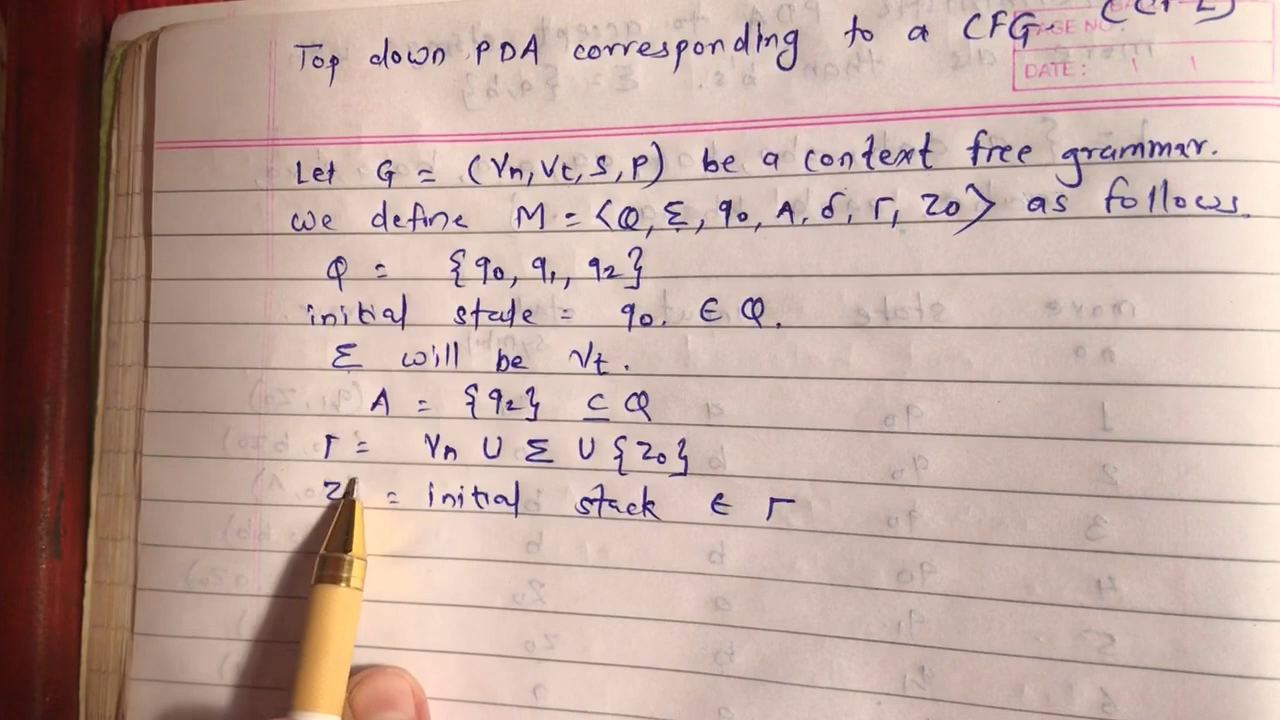 Top down PDA corresponding to a CFG
PAGE NO.
DATE:
Let G = (Vn, Vt, S, P) be a context free grammar.
we define M = <Q, Σ, q0, A, δ, Γ, Z0> as follows.
Q = {q0, q1, q2}
initial state = q0. ∈ Q.
Σ will be Vt.
A = {q2} ⊆ Q
Γ = Vn ∪ Σ ∪ {Z0}
= initial stack ∈ Γ